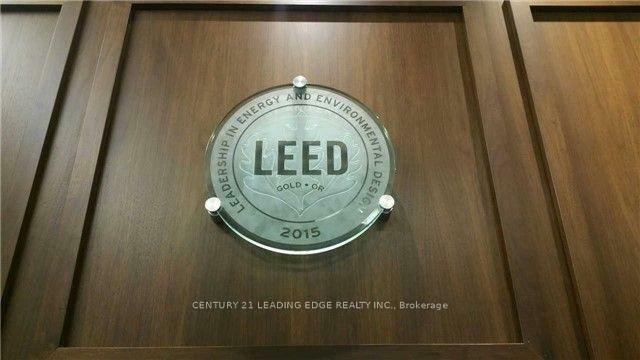 LEADERSHIP IN ENERGY AND ENVIRONMENTAL DESIGN
LEED
GOLD • OR
2015
CENTURY 21 LEADING EDGE REALTY INC., Brokerage